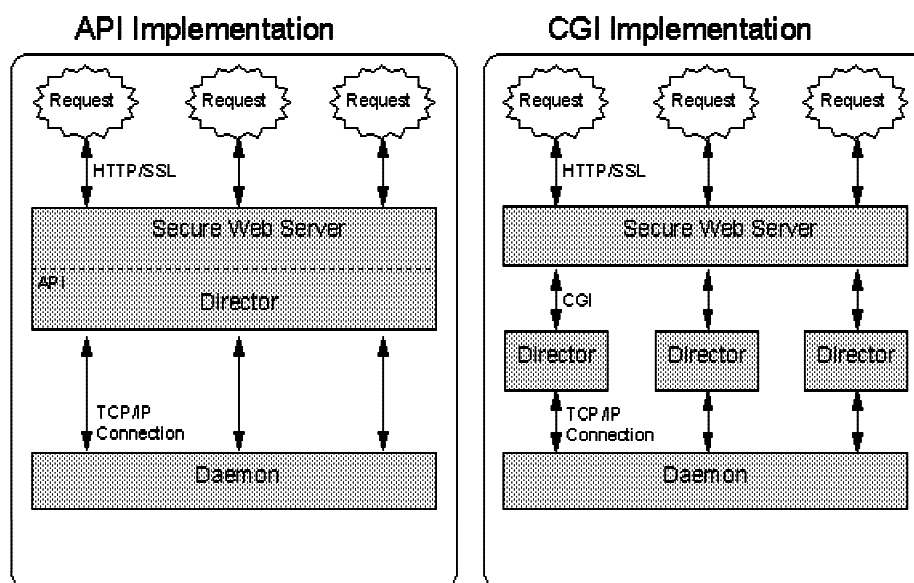 API Implementation
Request
Request
Request
HTTP/SSL
Secure Web Server
API
Director
TCP/IP
Connection
Daemon
CGI Implementation
Request
Request
Request
HTTP/SSL
Secure Web Server
CGI
Director
Director
Director
TCP/IP
Connection
Daemon